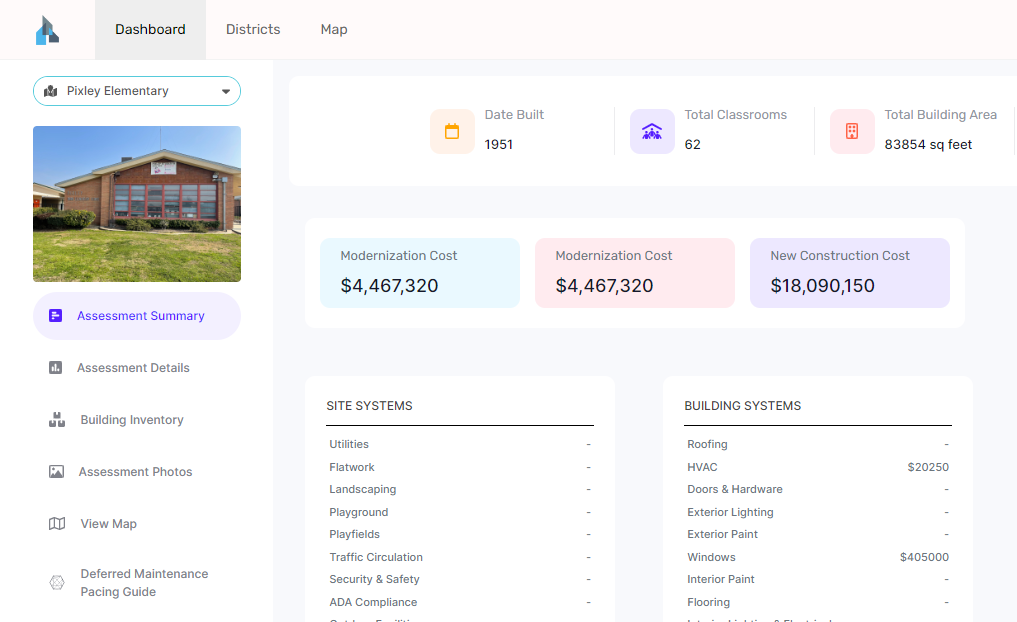 Dashboard
Districts
Map
Pixley Elementary
Date Built
1951
Total Classrooms
62
Total Building Area
83854 sq feet
Modernization Cost
$4,467,320
Modernization Cost
$4,467,320
New Construction Cost
$18,090,150
Assessment Summary
Assessment Details
Building Inventory
Assessment Photos
View Map
Deferred Maintenance
Pacing Guide
SITE SYSTEMS
Utilities -
Flatwork -
Landscaping -
Playground -
Playfields -
Traffic Circulation -
Security & Safety -
ADA Compliance -
BUILDING SYSTEMS
Roofing -
HVAC $20250
Doors & Hardware -
Exterior Lighting -
Exterior Paint -
Windows $405000
Interior Paint -
Flooring -